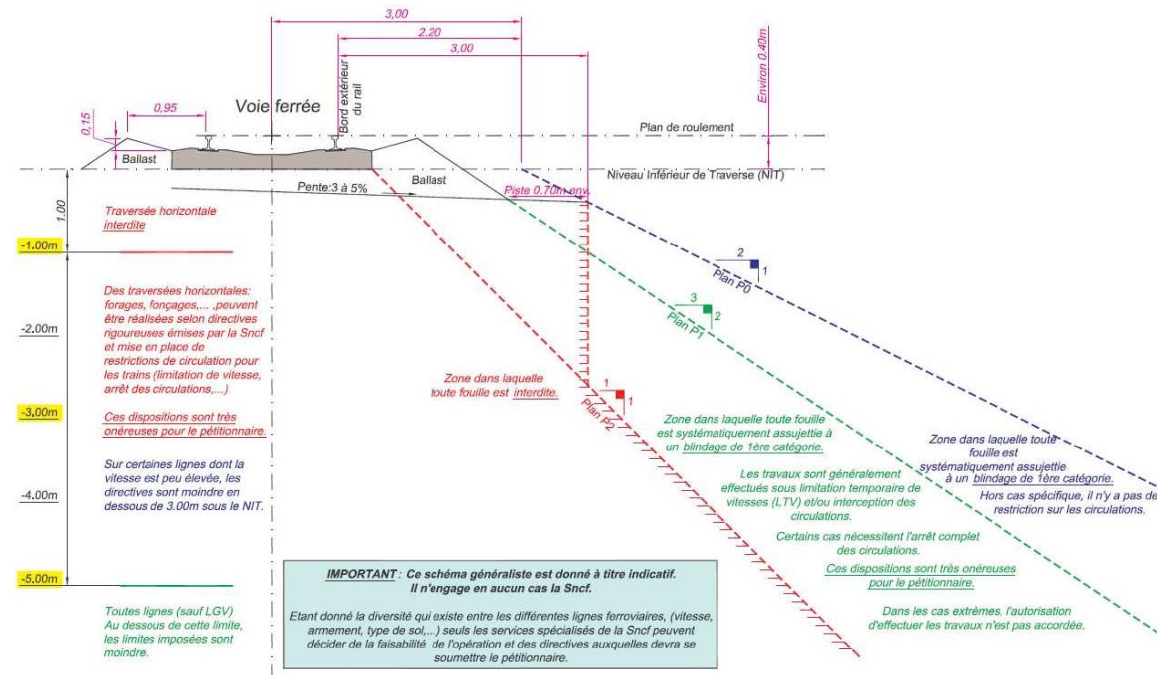 3,00
2.20
3,00
Environ 0.40m
Bord extérieur
du rail
0,95
0,15
Voie ferrée
Plan de roulement
Ballast
Ballast
Niveau Inférieur de Traverse (NIT)
Pente:3 à 5%
Piste 0.70m env.
1.00
Traversée horizontale
interdite
-1.00m
2
1
Plan P0
3
2
Plan P1
Des traversées horizontales:
forages, fonçages,... ,peuvent
être réalisées selon directives
rigoureuses émises par la Sncf
et mise en place de
restrictions de circulation pour
les trains (limitation de vitesse,
arrêt des circulations,...)
-2.00m
Ces dispositions sont très
onéreuses pour le pétitionnaire.
-3,00m
Zone dans laquelle
toute fouille est interdite.
1
1
Plan P2
Zone dans laquelle toute fouille
est systématiquement assujettie à
un blindage de 1ère catégorie.
Zone dans laquelle toute
fouille est
systématiquement assujettie
à un blindage de 1ère catégorie.
Hors cas spécifique, il n'y a pas de
restriction sur les circulations.
Sur certaines lignes dont la
vitesse est peu élevée, les
directives sont moindre en
dessous de 3.00m sous le NIT.
-4.00m
Les travaux sont généralement
effectués sous limitation temporaire de
vitesses (LTV) et/ou interception des
circulations.
Certains cas nécessitent l'arrêt complet
des circulations.
Ces dispositions sont très onéreuses
pour le pétitionnaire.
Dans les cas extrêmes, l'autorisation
d'effectuer les travaux n'est pas accordée.
-5.00m
Toutes lignes (sauf LGV)
Au dessous de cette limite,
les limites imposées sont
moindre.
IMPORTANT : Ce schéma généraliste est donné à titre indicatif.
Il n'engage en aucun cas la Sncf.
Etant donné la diversité qui existe entre les différentes lignes ferroviaires, (vitesse,
armement, type de sol,...) seuls les services spécialisés de la Sncf peuvent
décider de la faisabilité de l'opération et des directives auxquelles devra se
soumettre le pétitionnaire.